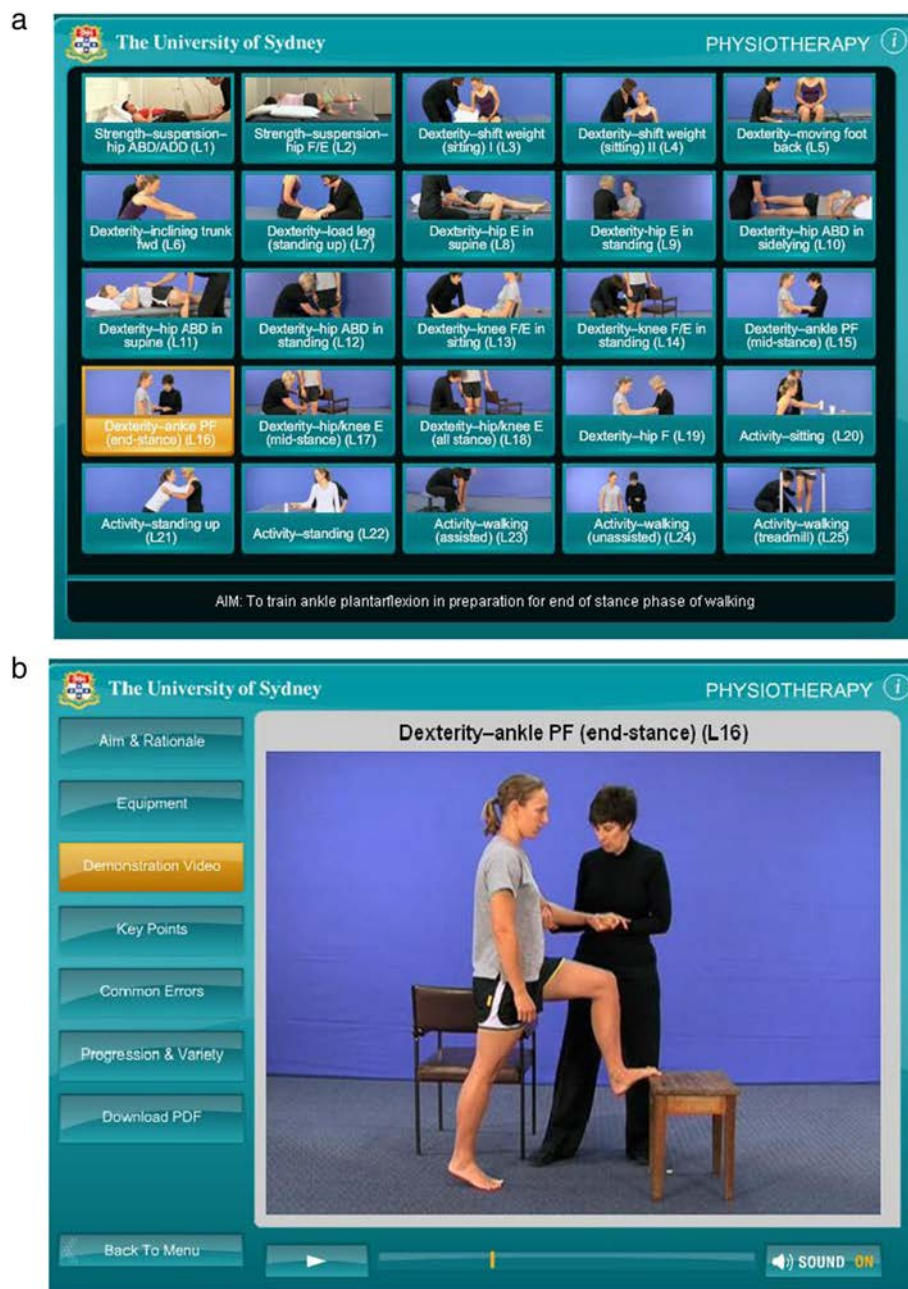 a
The University of Sydney
PHYSIOTHERAPY i
Strength–suspension–
hip ABD/ADD (L1)
Strength–suspension–
hip F/E (L2)
Dexterity–shift weight
(sitting) I (L3)
Dexterity–shift weight
(sitting) II (L4)
Dexterity–moving foot
back (L5)
Dexterity–inclining trunk
fwd (L6)
Dexterity–load leg
(standing up) (L7)
Dexterity–hip E in
supine (L8)
Dexterity-hip E in
standing (L9)
Dexterity–hip ABD in
sidelying (L10)
Dexterity–hip ABD in
supine (L11)
Dexterity–hip ABD in
standing (L12)
Dexterity–knee F/E in
sitting (L13)
Dexterity–knee F/E in
standing (L14)
Dexterity–ankle PF
(mid-stance) (L15)
Dexterity–ankle PF
(end-stance) (L16)
Dexterity–hip/knee E
(mid-stance) (L17)
Dexterity–hip/knee E
(all stance) (L18)
Dexterity–hip F (L19)
Activity–sitting (L20)
Activity–standing up
(L21)
Activity–standing (L22)
Activity–walking
(assisted) (L23)
Activity–walking
(unassisted) (L24)
Activity–walking
(treadmill) (L25)
AIM: To train ankle plantarflexion in preparation for end of stance phase of walking
b
The University of Sydney
PHYSIOTHERAPY i
Aim & Rationale
Equipment
Demonstration Video
Key Points
Common Errors
Progression & Variety
Download PDF
Back To Menu
Dexterity–ankle PF (end-stance) (L16)
SOUND ON